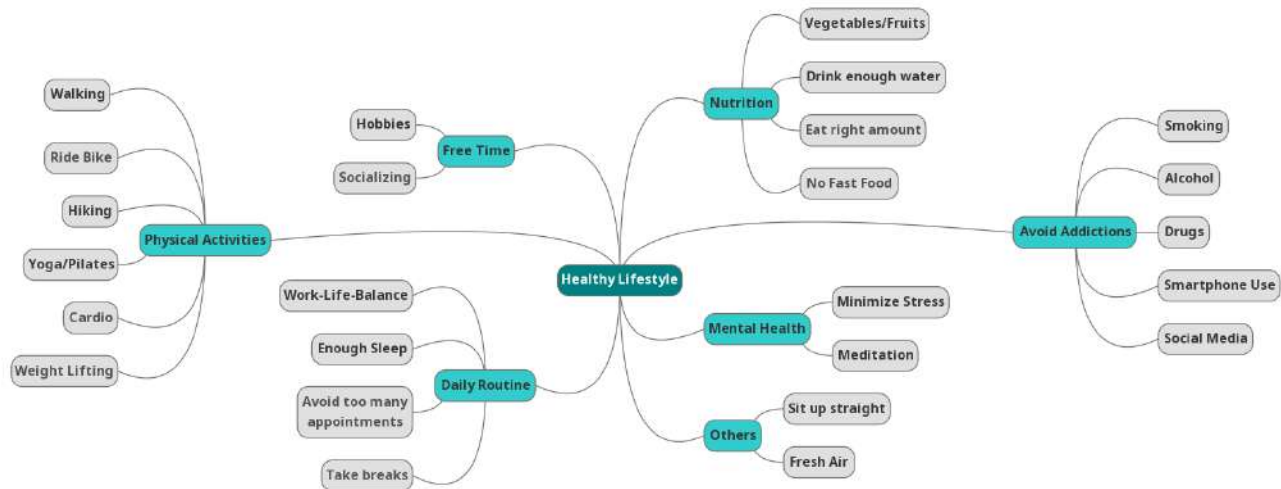 Healthy Lifestyle
Free Time
Hobbies
Socializing
Physical Activities
Walking
Ride Bike
Hiking
Yoga/Pilates
Cardio
Weight Lifting
Daily Routine
Work-Life-Balance
Enough Sleep
Avoid too many
appointments
Take breaks
Nutrition
Vegetables/Fruits
Drink enough water
Eat right amount
No Fast Food
Avoid Addictions
Smoking
Alcohol
Drugs
Smartphone Use
Social Media
Mental Health
Minimize Stress
Meditation
Others
Sit up straight
Fresh Air